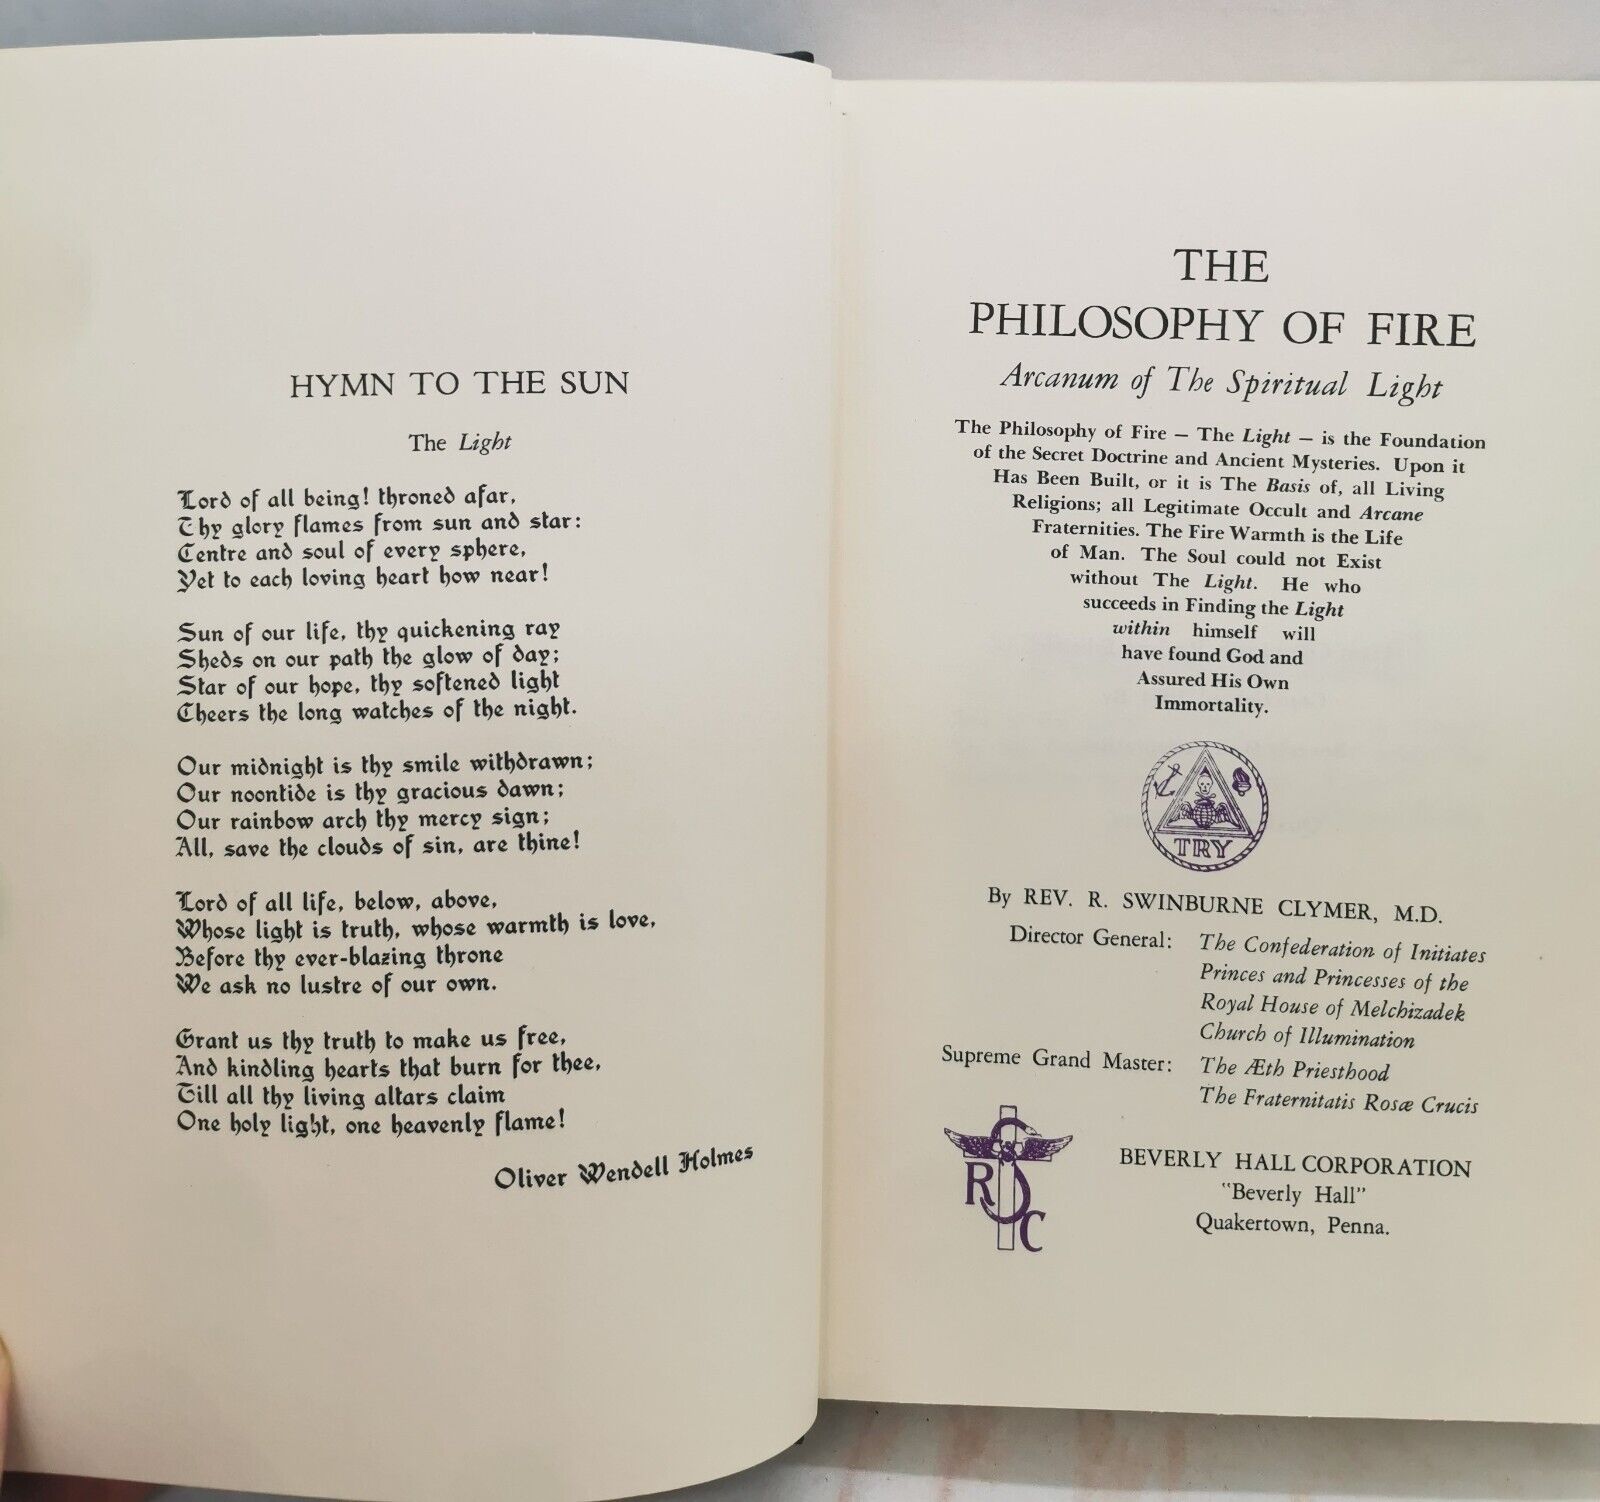 HYMN TO THE SUN
The Light
Lord of all being! throned afar,
Thy glory flames from sun and star:
Centre and soul of every sphere,
Yet to each loving heart how near!
Sun of our life, thy quickening ray
Sheds on our path the glow of day;
Star of our hope, thy softened light
Cheers the long watches of the night.
Our midnight is thy smile withdrawn;
Our noontide is thy gracious dawn;
Our rainbow arch thy mercy sign;
All, save the clouds of sin, are thine!
Lord of all life, below, above,
Whose light is truth, whose warmth is love,
Before thy ever-blazing throne
We ask no lustre of our own.
Grant us thy truth to make us free,
And kindling hearts that burn for thee,
Till all thy living altars claim
One holy light, one heavenly flame!
Oliver Wendell Holmes
THE
PHILOSOPHY OF FIRE
Arcanum of The Spiritual Light
The Philosophy of Fire – The Light – is the Foundation
of the Secret Doctrine and Ancient Mysteries. Upon it
Has Been Built, or it is The Basis of, all Living
Religions; all Legitimate Occult and Arcane
Fraternities. The Fire Warmth is the Life
of Man. The Soul could not Exist
without The Light. He who
succeeds in Finding the Light
within himself will
have found God and
Assured His Own
Immortality.
TRY
By REV. R. SWINBURNE CLYMER, M.D.
Director General: The Confederation of Initiates
Princes and Princesses of the
Royal House of Melchizadek
Church of Illumination
Supreme Grand Master: The Æth Priesthood
The Fraternitatis Rosæ Crucis
R C
BEVERLY HALL CORPORATION
"Beverly Hall"
Quakertown, Penna.